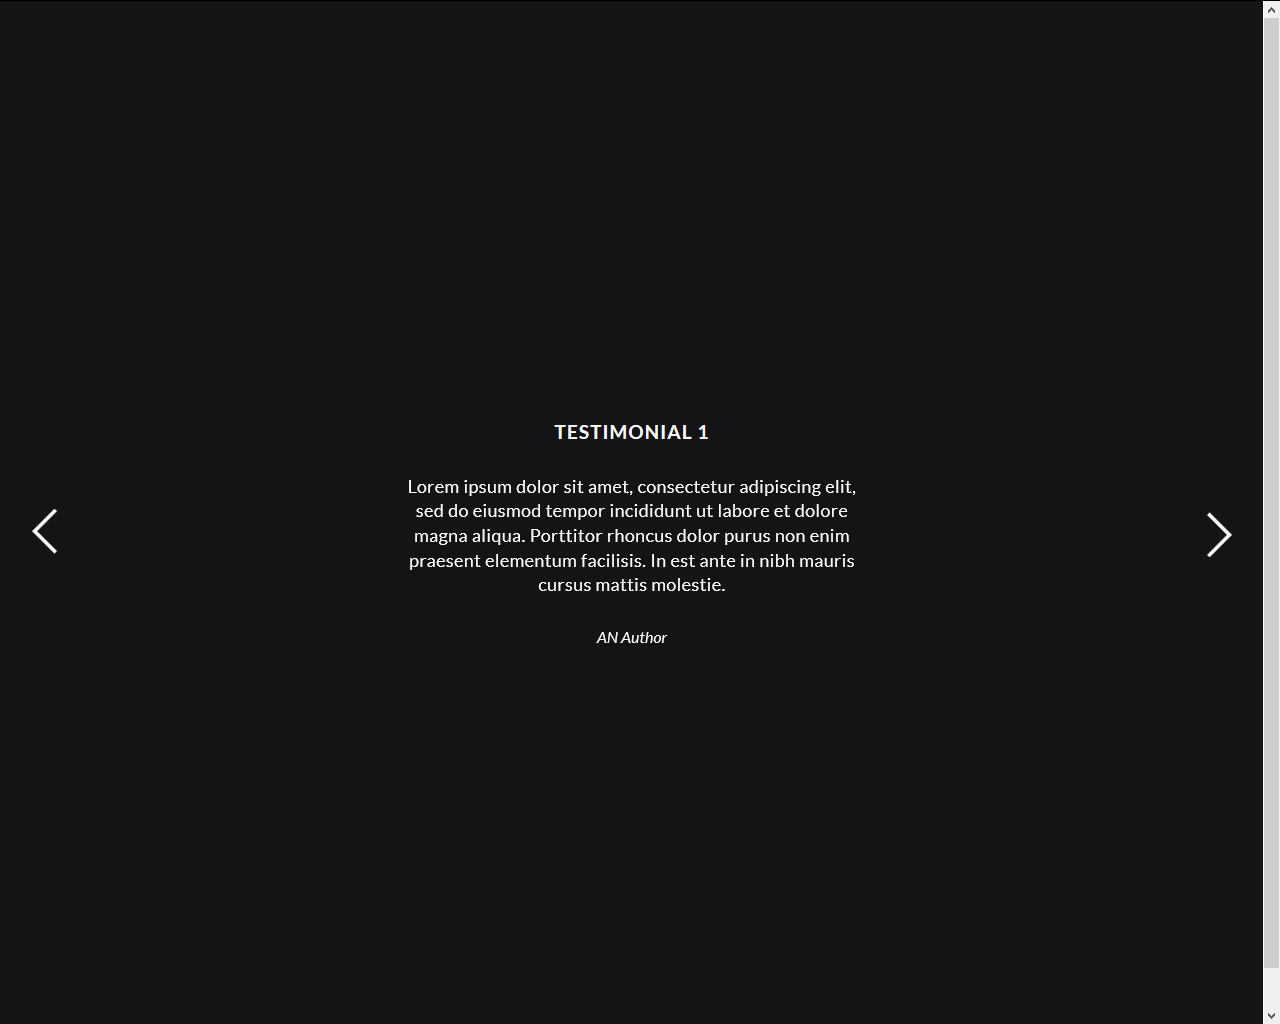 TESTIMONIAL 1
Lorem ipsum dolor sit amet, consectetur adipiscing elit,
sed do eiusmod tempor incididunt ut labore et dolore
magna aliqua. Porttitor rhoncus dolor purus non enim
praesent elementum facilisis. In est ante in nibh mauris
cursus mattis molestie.
AN Author